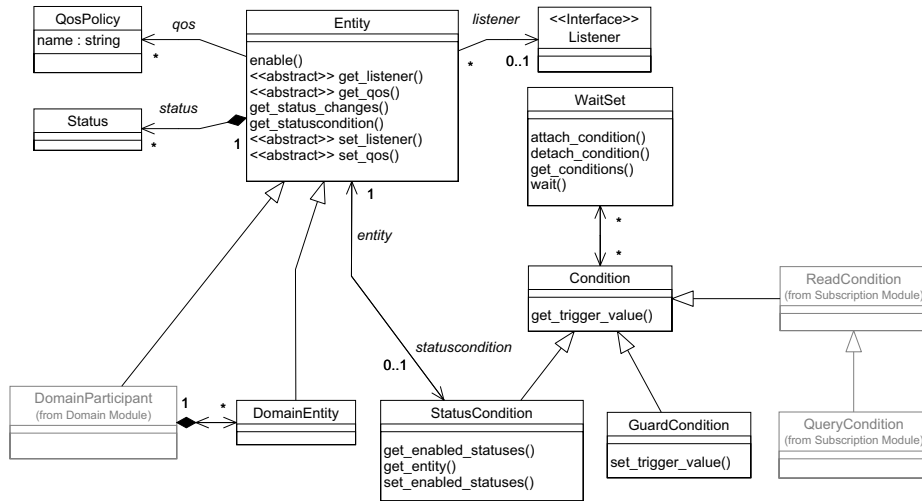 QosPolicy
name : string
qos
*
Entity
enable()
<<abstract>> get_listener()
<<abstract>> get_qos()
get_status_changes()
get_statuscondition()
<<abstract>> set_listener()
<<abstract>> set_qos()
listener
*
0..1
<<Interface>>
Listener
Status
status
*
1
WaitSet
attach_condition()
detach_condition()
get_conditions()
wait()
1
entity
*
*
Condition
get_trigger_value()
ReadCondition
(from Subscription Module)
statuscondition
0..1
DomainParticipant
(from Domain Module)
1
*
DomainEntity
StatusCondition
get_enabled_statuses()
get_entity()
set_enabled_statuses()
GuardCondition
set_trigger_value()
QueryCondition
(from Subscription Module)